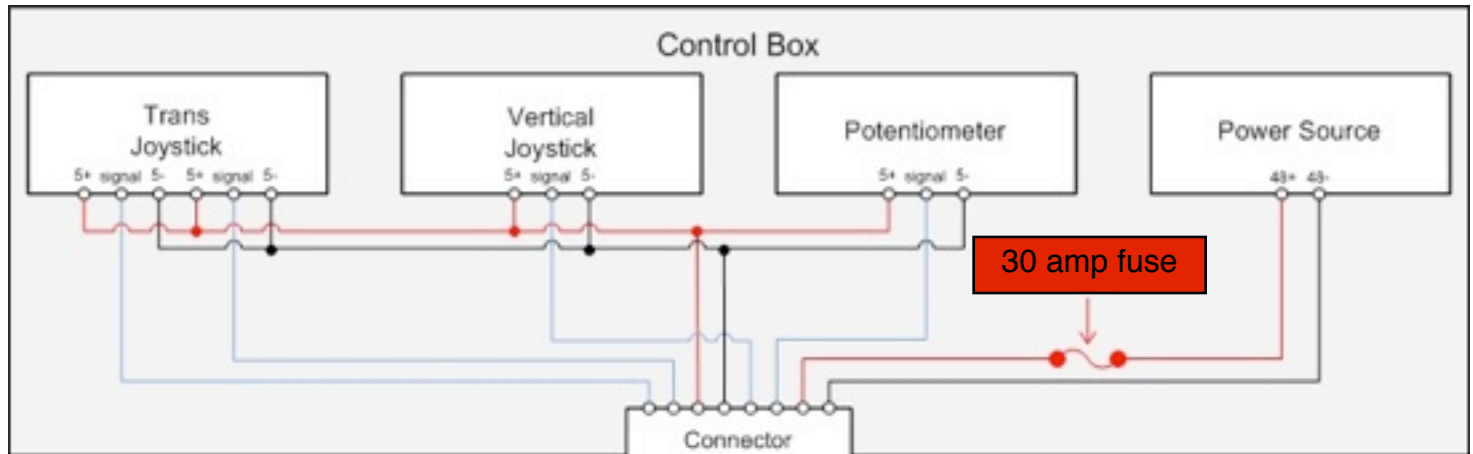 Control Box
Trans
Joystick
5+ signal 5- 5+ signal 5-
Vertical
Joystick
5+ signal 5-
Potentiometer
5+ signal 5-
Power Source
48+ 48-
30 amp fuse
Connector